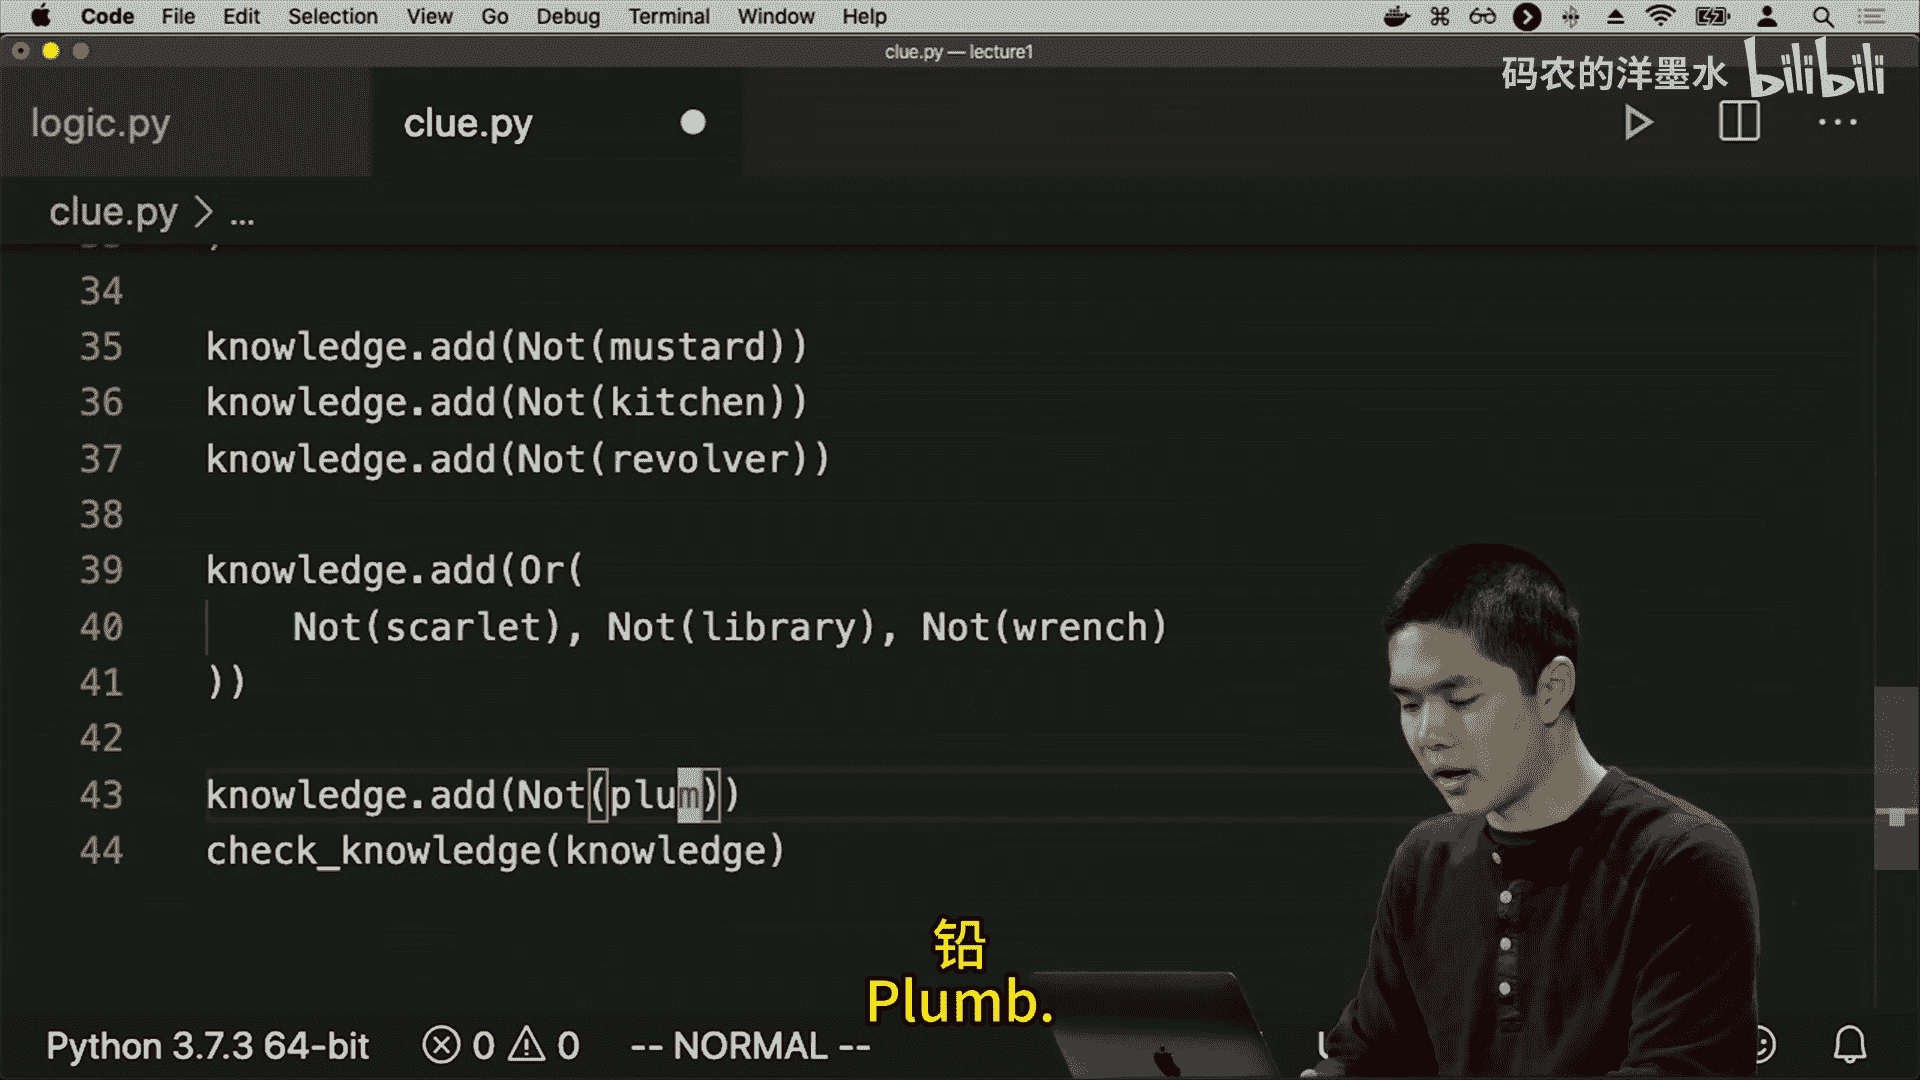 Code File Edit Selection View Go Debug Terminal Window Help
clue.py — lecture1
码农的洋墨水 bilibili
logic.py clue.py
clue.py > ...
34
35 knowledge.add(Not(mustard))
36 knowledge.add(Not(kitchen))
37 knowledge.add(Not(revolver))
38
39 knowledge.add(Or(
40 Not(scarlet), Not(library), Not(wrench)
41 ))
42
43 knowledge.add(Not(plum))
44 check_knowledge(knowledge)
铅
Plumb.
Python 3.7.3 64-bit 0 0 -- NORMAL --